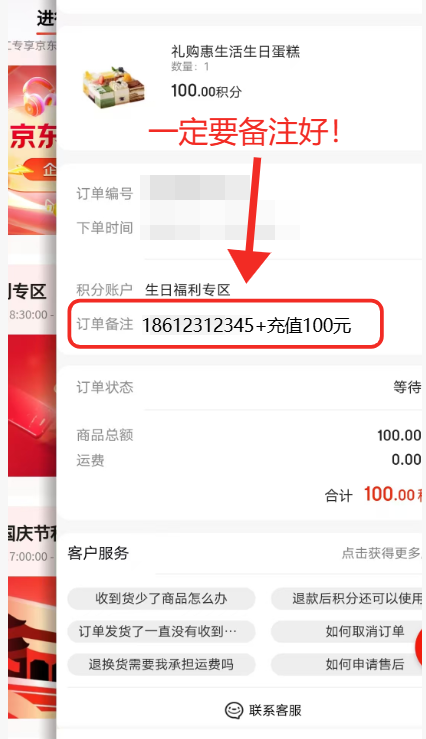 进
工专享京东
京东
企
礼购惠生活生日蛋糕
数量：1
100.00积分
一定要备注好！
订单编号
下单时间
积分账户 生日福利专区
订单备注 18612312345+充值100元
订单状态 等待
商品总额 100.00
运费 0.00
合计 100.00
专区
8:30:00 -
国庆节
7:00:00 -
客户服务 点击获得更多
收到货少了商品怎么办 退款后积分还可以使用
订单发货了一直没有收到… 如何取消订单
退换货需要我承担运费吗 如何申请售后
联系客服